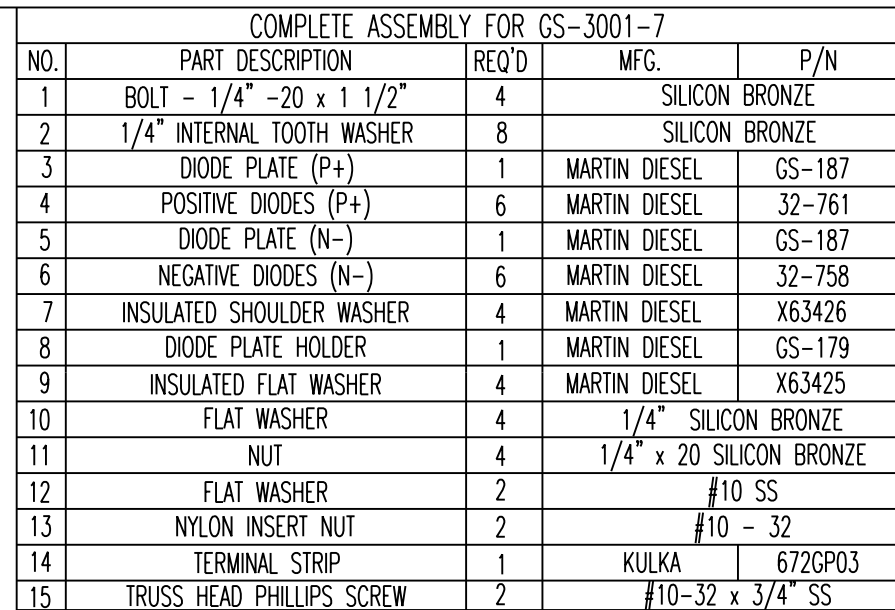 COMPLETE ASSEMBLY FOR GS-3001-7
NO. PART DESCRIPTION REQ'D MFG. P/N
1 BOLT - 1/4" -20 x 1 1/2" 4 SILICON BRONZE
2 1/4" INTERNAL TOOTH WASHER 8 SILICON BRONZE
3 DIODE PLATE (P+) 1 MARTIN DIESEL GS-187
4 POSITIVE DIODES (P+) 6 MARTIN DIESEL 32-761
5 DIODE PLATE (N-) 1 MARTIN DIESEL GS-187
6 NEGATIVE DIODES (N-) 6 MARTIN DIESEL 32-758
7 INSULATED SHOULDER WASHER 4 MARTIN DIESEL X63426
8 DIODE PLATE HOLDER 1 MARTIN DIESEL GS-179
9 INSULATED FLAT WASHER 4 MARTIN DIESEL X63425
10 FLAT WASHER 4 1/4" SILICON BRONZE
11 NUT 4 1/4" x 20 SILICON BRONZE
12 FLAT WASHER 2 #10 SS
13 NYLON INSERT NUT 2 #10 - 32
14 TERMINAL STRIP 1 KULKA 672GP03
15 TRUSS HEAD PHILLIPS SCREW 2 #10-32 x 3/4" SS